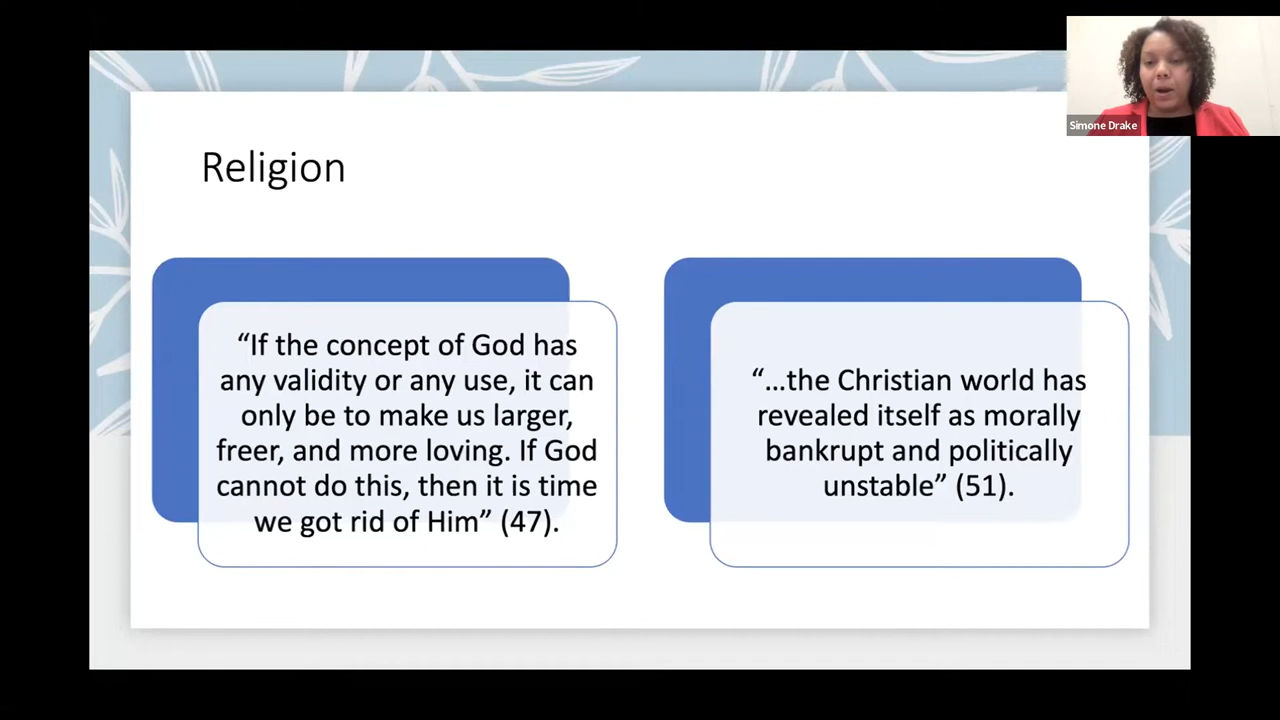 Simone Drake
Religion
“If the concept of God has
any validity or any use, it can
only be to make us larger,
freer, and more loving. If God
cannot do this, then it is time
we got rid of Him” (47).
“...the Christian world has
revealed itself as morally
bankrupt and politically
unstable” (51).